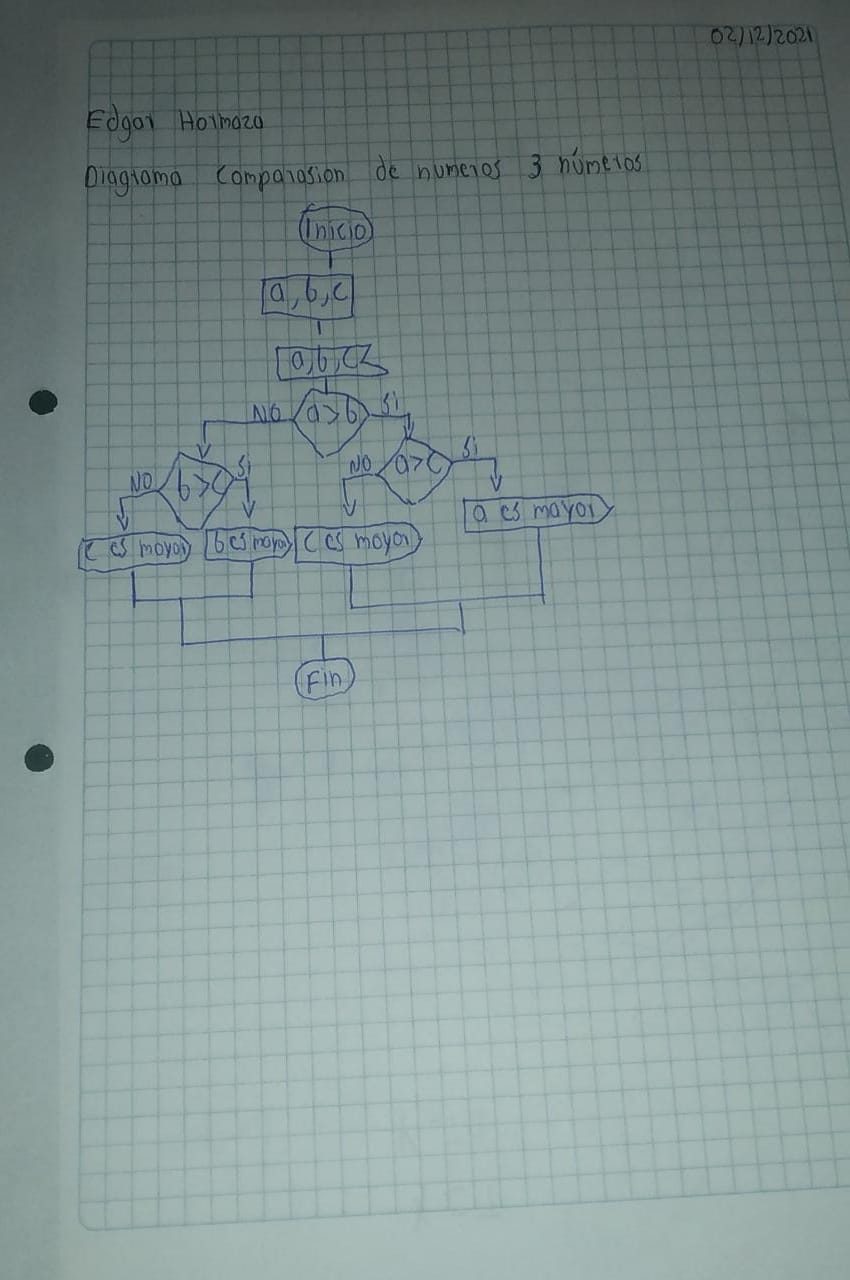 02/12/2021
Edgar Hormaza
Diagrama Comparasion de numeros 3 números
Inicio
a, b, c
a, b, c
NO a>b Si
NO b>c Si
NO a>c Si
a es mayor
c es mayor b es mayor c es mayor
Fin